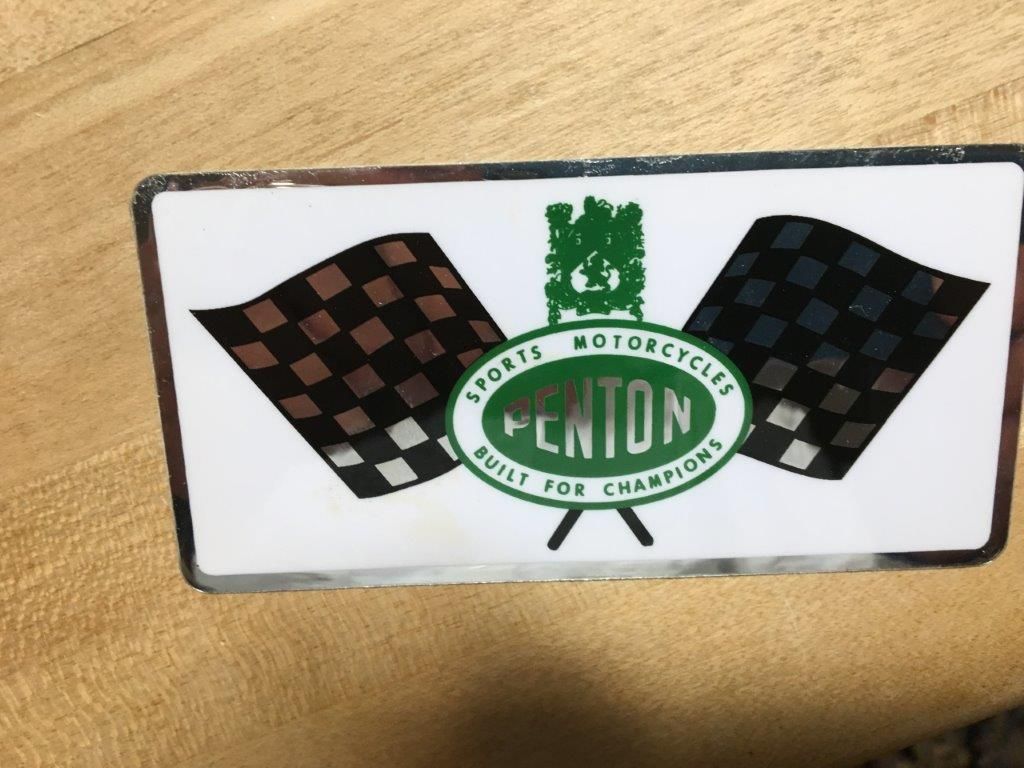 SPORTS MOTORCYCLES
PENTON
BUILT FOR CHAMPIONS